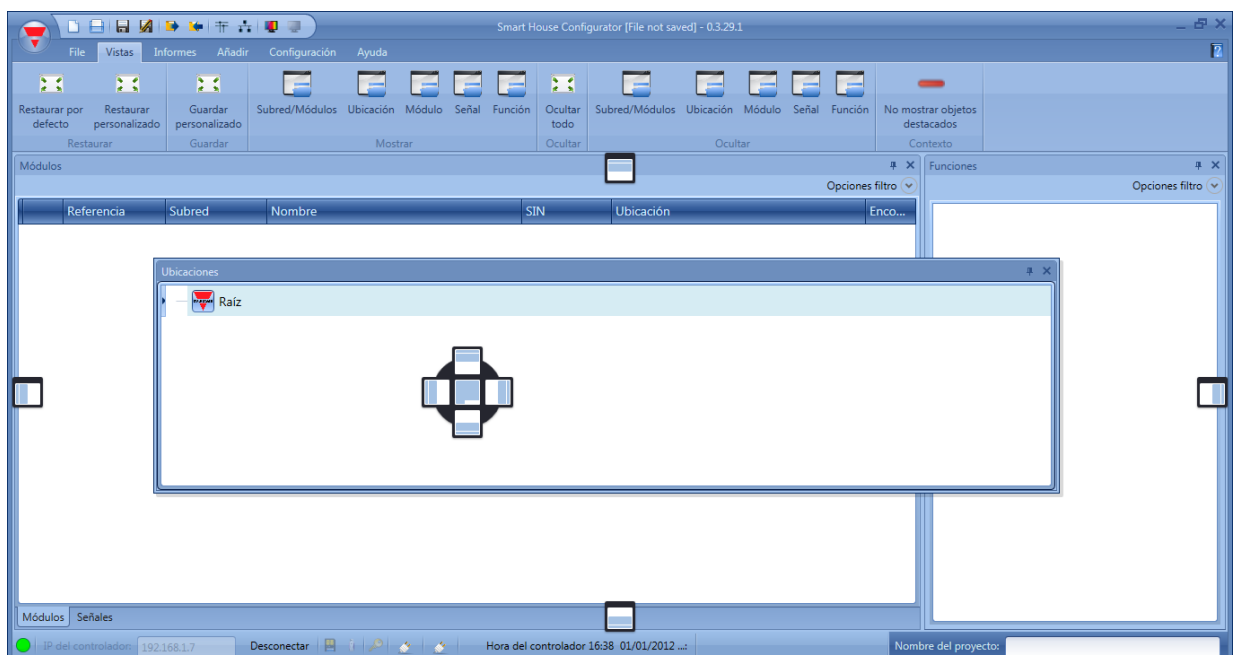 Smart House Configurator [File not saved] - 0.3.29.1
File Vistas Informes Añadir Configuración Ayuda
Restaurar por defecto
Restaurar personalizado
Guardar personalizado
Subred/Módulos Ubicación Módulo Señal Función
Ocultar todo
Subred/Módulos Ubicación Módulo Señal Función
No mostrar objetos destacados
Restaurar Guardar Mostrar Ocultar Ocultar Contexto
Módulos
Funciones
Opciones filtro
Opciones filtro
Referencia Subred Nombre SIN Ubicación Enco...
Ubicaciones
Raíz
Módulos Señales
IP del controlador: 192.168.1.7 Desconectar Hora del controlador 16:38 01/01/2012 ...: Nombre del proyecto: